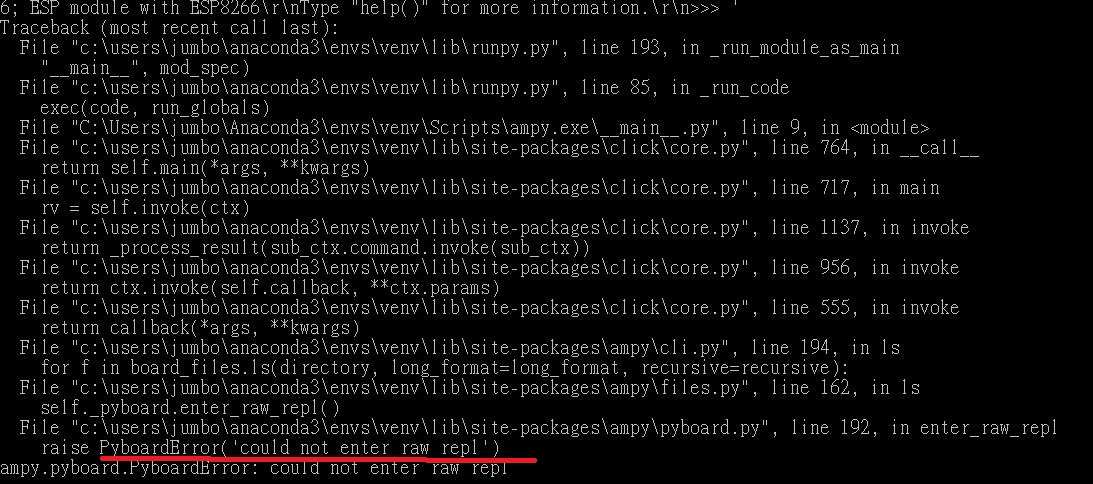 6; ESP module with ESP8266\r\nType "help()" for more information.\r\n>>> '
Traceback (most recent call last):
  File "c:\users\jumbo\anaconda3\envs\venv\lib\runpy.py", line 193, in _run_module_as_main
    "__main__", mod_spec)
  File "c:\users\jumbo\anaconda3\envs\venv\lib\runpy.py", line 85, in _run_code
    exec(code, run_globals)
  File "C:\Users\jumbo\Anaconda3\envs\venv\Scripts\ampy.exe\__main__.py", line 9, in <module>
  File "c:\users\jumbo\anaconda3\envs\venv\lib\site-packages\click\core.py", line 764, in __call__
    return self.main(*args, **kwargs)
  File "c:\users\jumbo\anaconda3\envs\venv\lib\site-packages\click\core.py", line 717, in main
    rv = self.invoke(ctx)
  File "c:\users\jumbo\anaconda3\envs\venv\lib\site-packages\click\core.py", line 1137, in invoke
    return _process_result(sub_ctx.command.invoke(sub_ctx))
  File "c:\users\jumbo\anaconda3\envs\venv\lib\site-packages\click\core.py", line 956, in invoke
    return ctx.invoke(self.callback, **ctx.params)
  File "c:\users\jumbo\anaconda3\envs\venv\lib\site-packages\click\core.py", line 555, in invoke
    return callback(*args, **kwargs)
  File "c:\users\jumbo\anaconda3\envs\venv\lib\site-packages\ampy\cli.py", line 194, in ls
    for f in board_files.ls(directory, long_format=long_format, recursive=recursive):
  File "c:\users\jumbo\anaconda3\envs\venv\lib\site-packages\ampy\files.py", line 162, in ls
    self._pyboard.enter_raw_repl()
  File "c:\users\jumbo\anaconda3\envs\venv\lib\site-packages\ampy\pyboard.py", line 192, in enter_raw_repl
    raise PyboardError('could not enter raw repl')
ampy.pyboard.PyboardError: could not enter raw repl